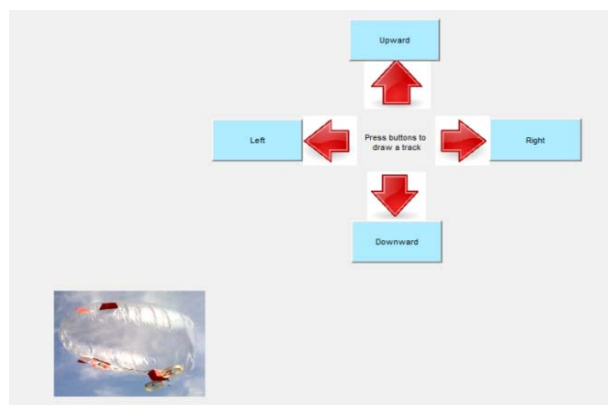 Upward
Left
Press buttons to
draw a track
Right
Downward